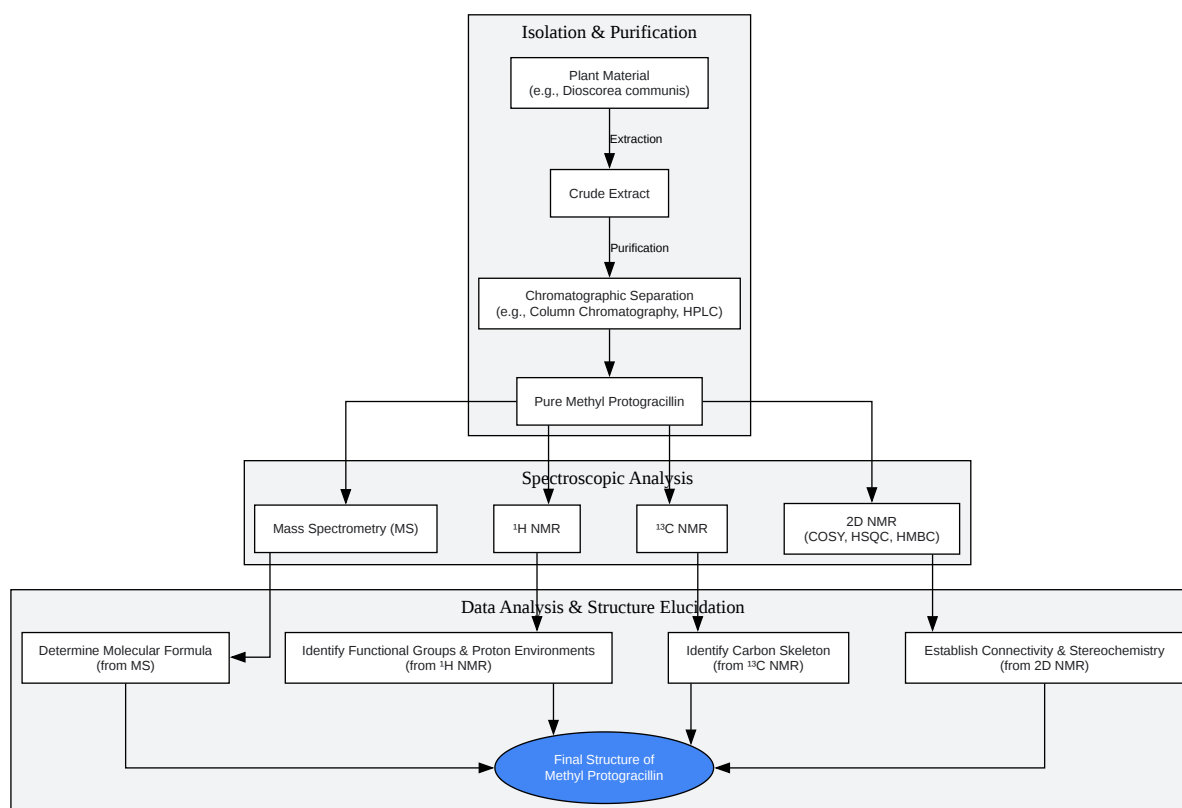 Isolation & Purification
Plant Material
(e.g., Dioscorea communis)
Extraction
Crude Extract
Purification
Chromatographic Separation
(e.g., Column Chromatography, HPLC)
Pure Methyl Protogracillin
Spectroscopic Analysis
Mass Spectrometry (MS)
¹H NMR
¹³C NMR
2D NMR
(COSY, HSQC, HMBC)
Data Analysis & Structure Elucidation
Determine Molecular Formula
(from MS)
Identify Functional Groups & Proton Environments
(from ¹H NMR)
Identify Carbon Skeleton
(from ¹³C NMR)
Establish Connectivity & Stereochemistry
(from 2D NMR)
Final Structure of
Methyl Protogracillin